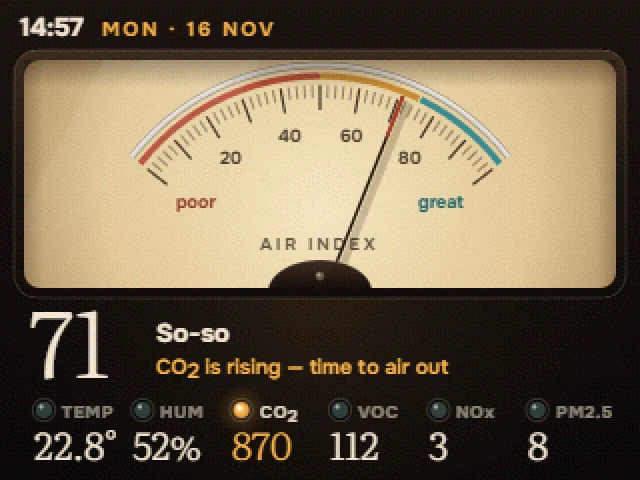 14:57 MON · 16 NOV
40 60
20 80
poor great
AIR INDEX
71 So-so
CO₂ is rising — time to air out
TEMP HUM CO₂ VOC NOx PM2.5
22.8° 52% 870 112 3 8